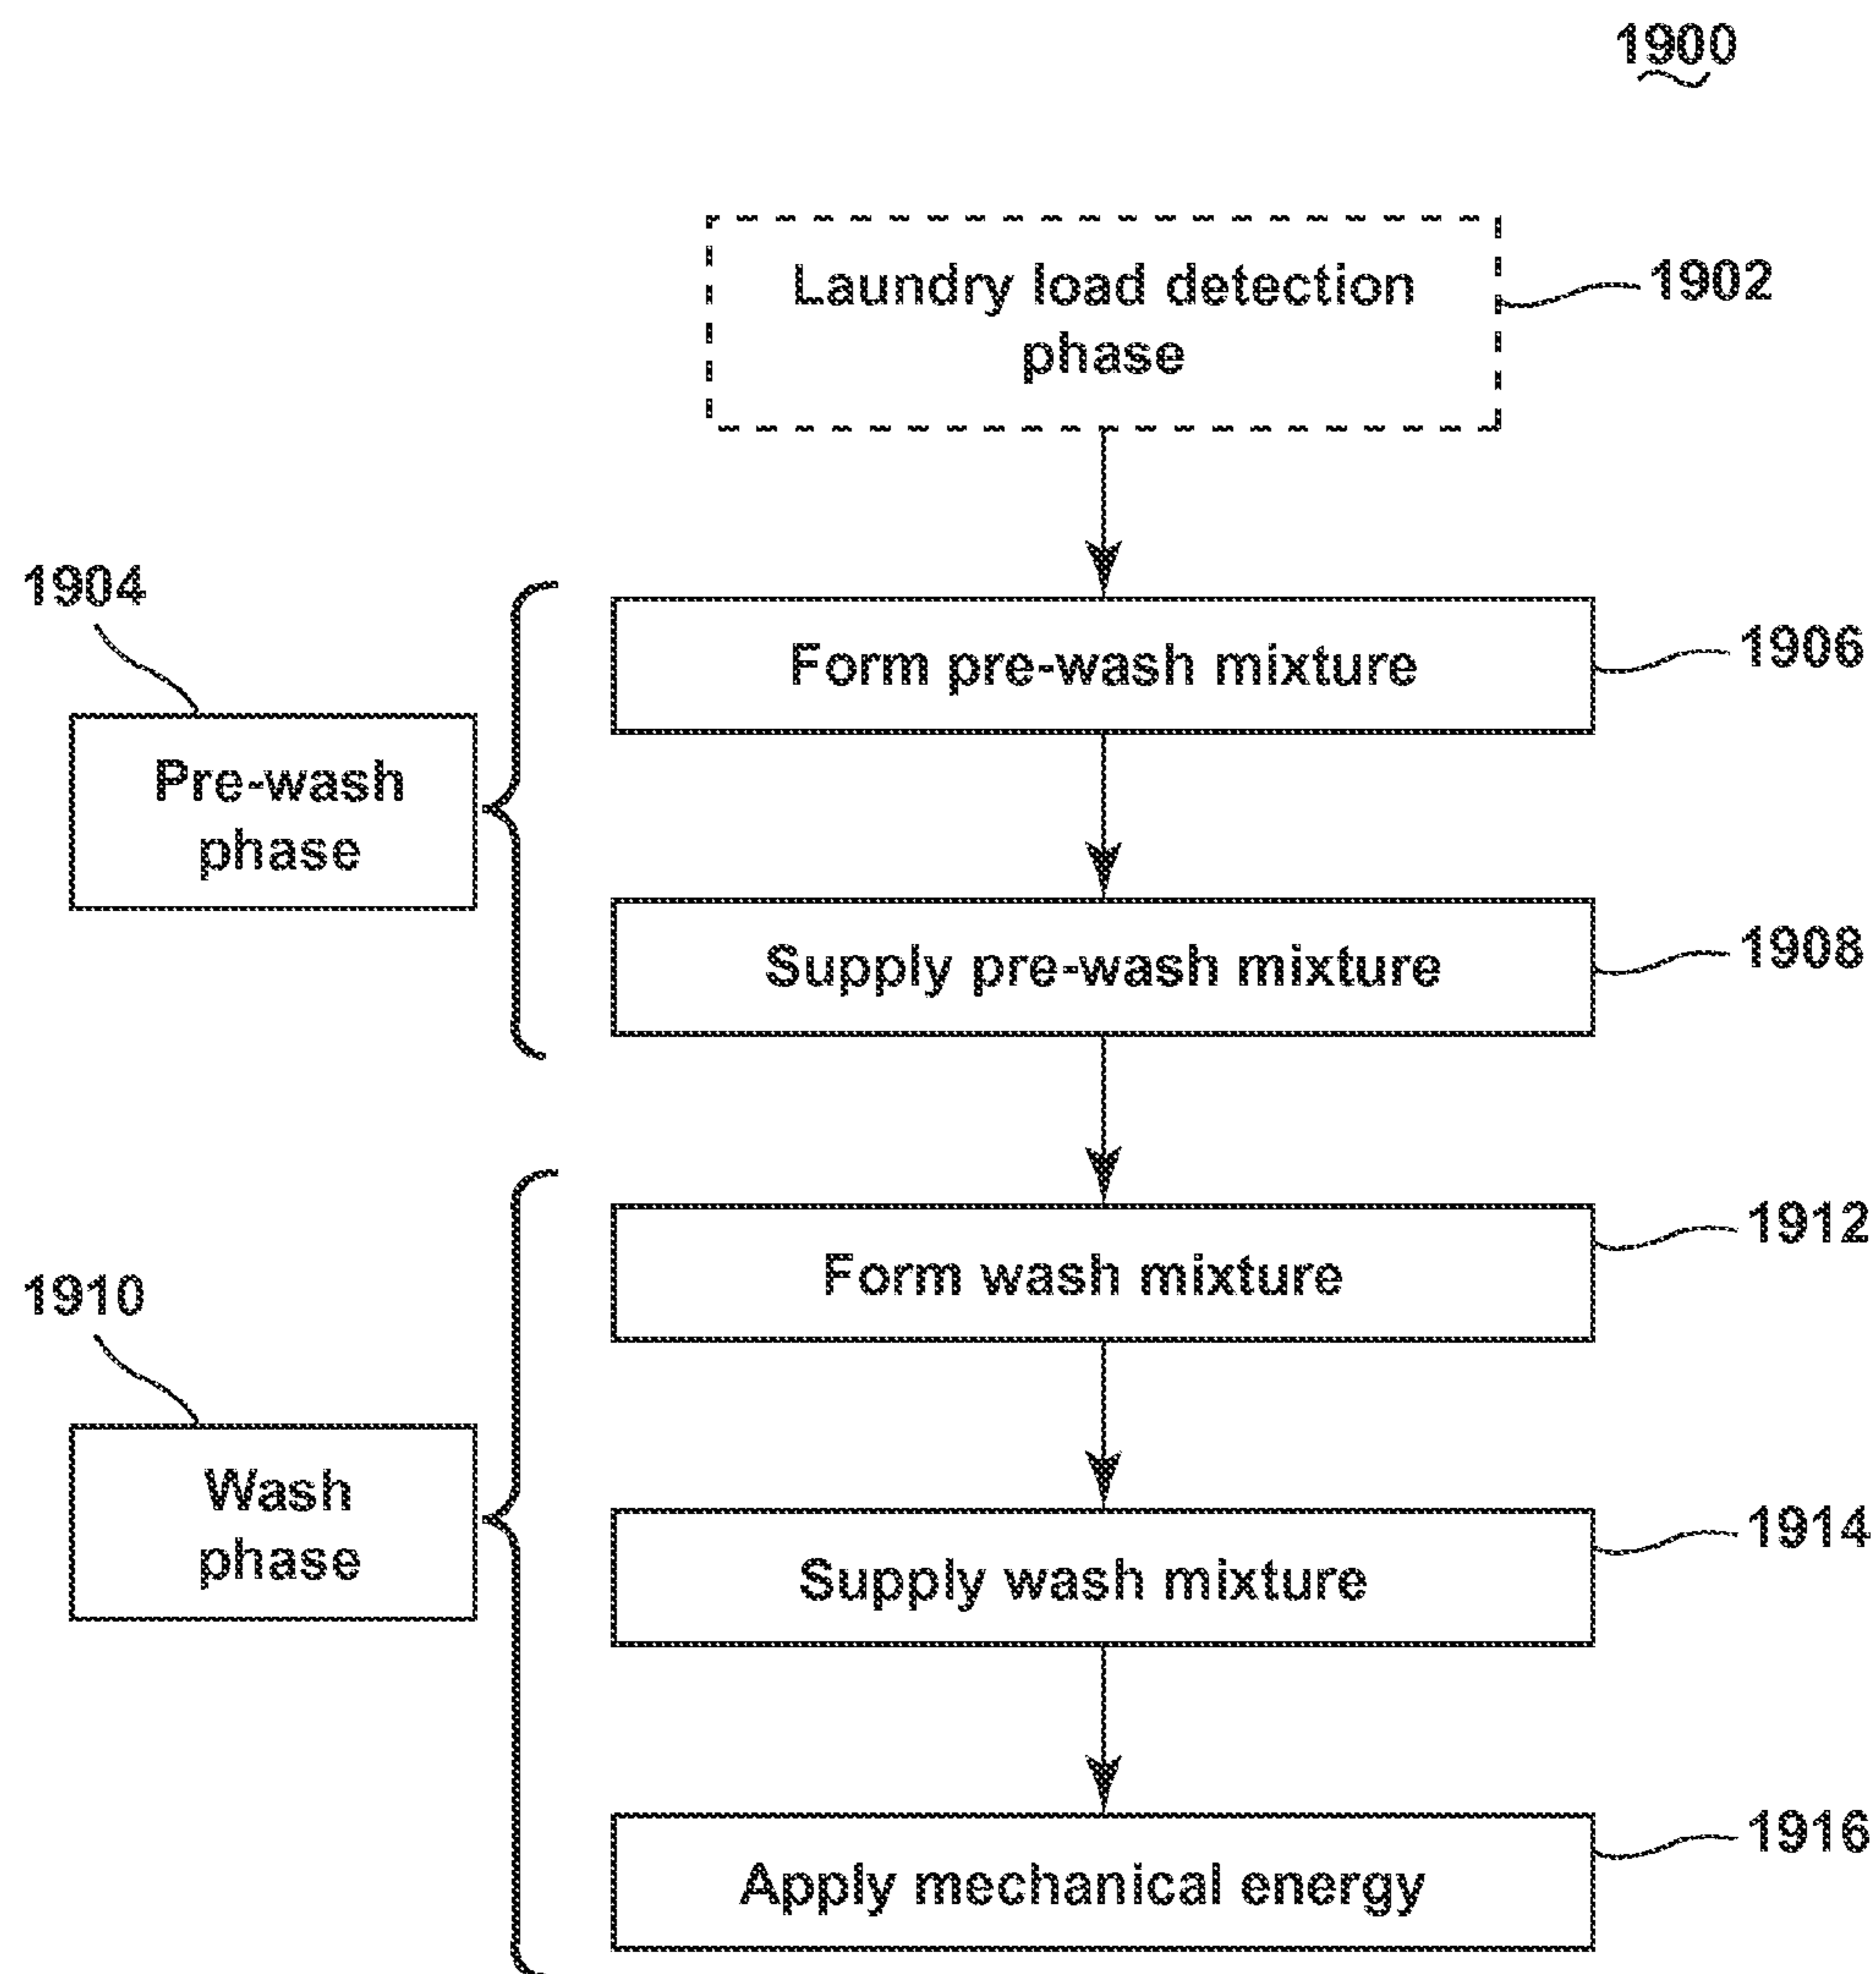 1900
Laundry load detection
phase
1902
1904
Pre-wash
phase
Form pre-wash mixture
1906
Supply pre-wash mixture
1908
1910
Wash
phase
Form wash mixture
1912
Supply wash mixture
1914
Apply mechanical energy
1916